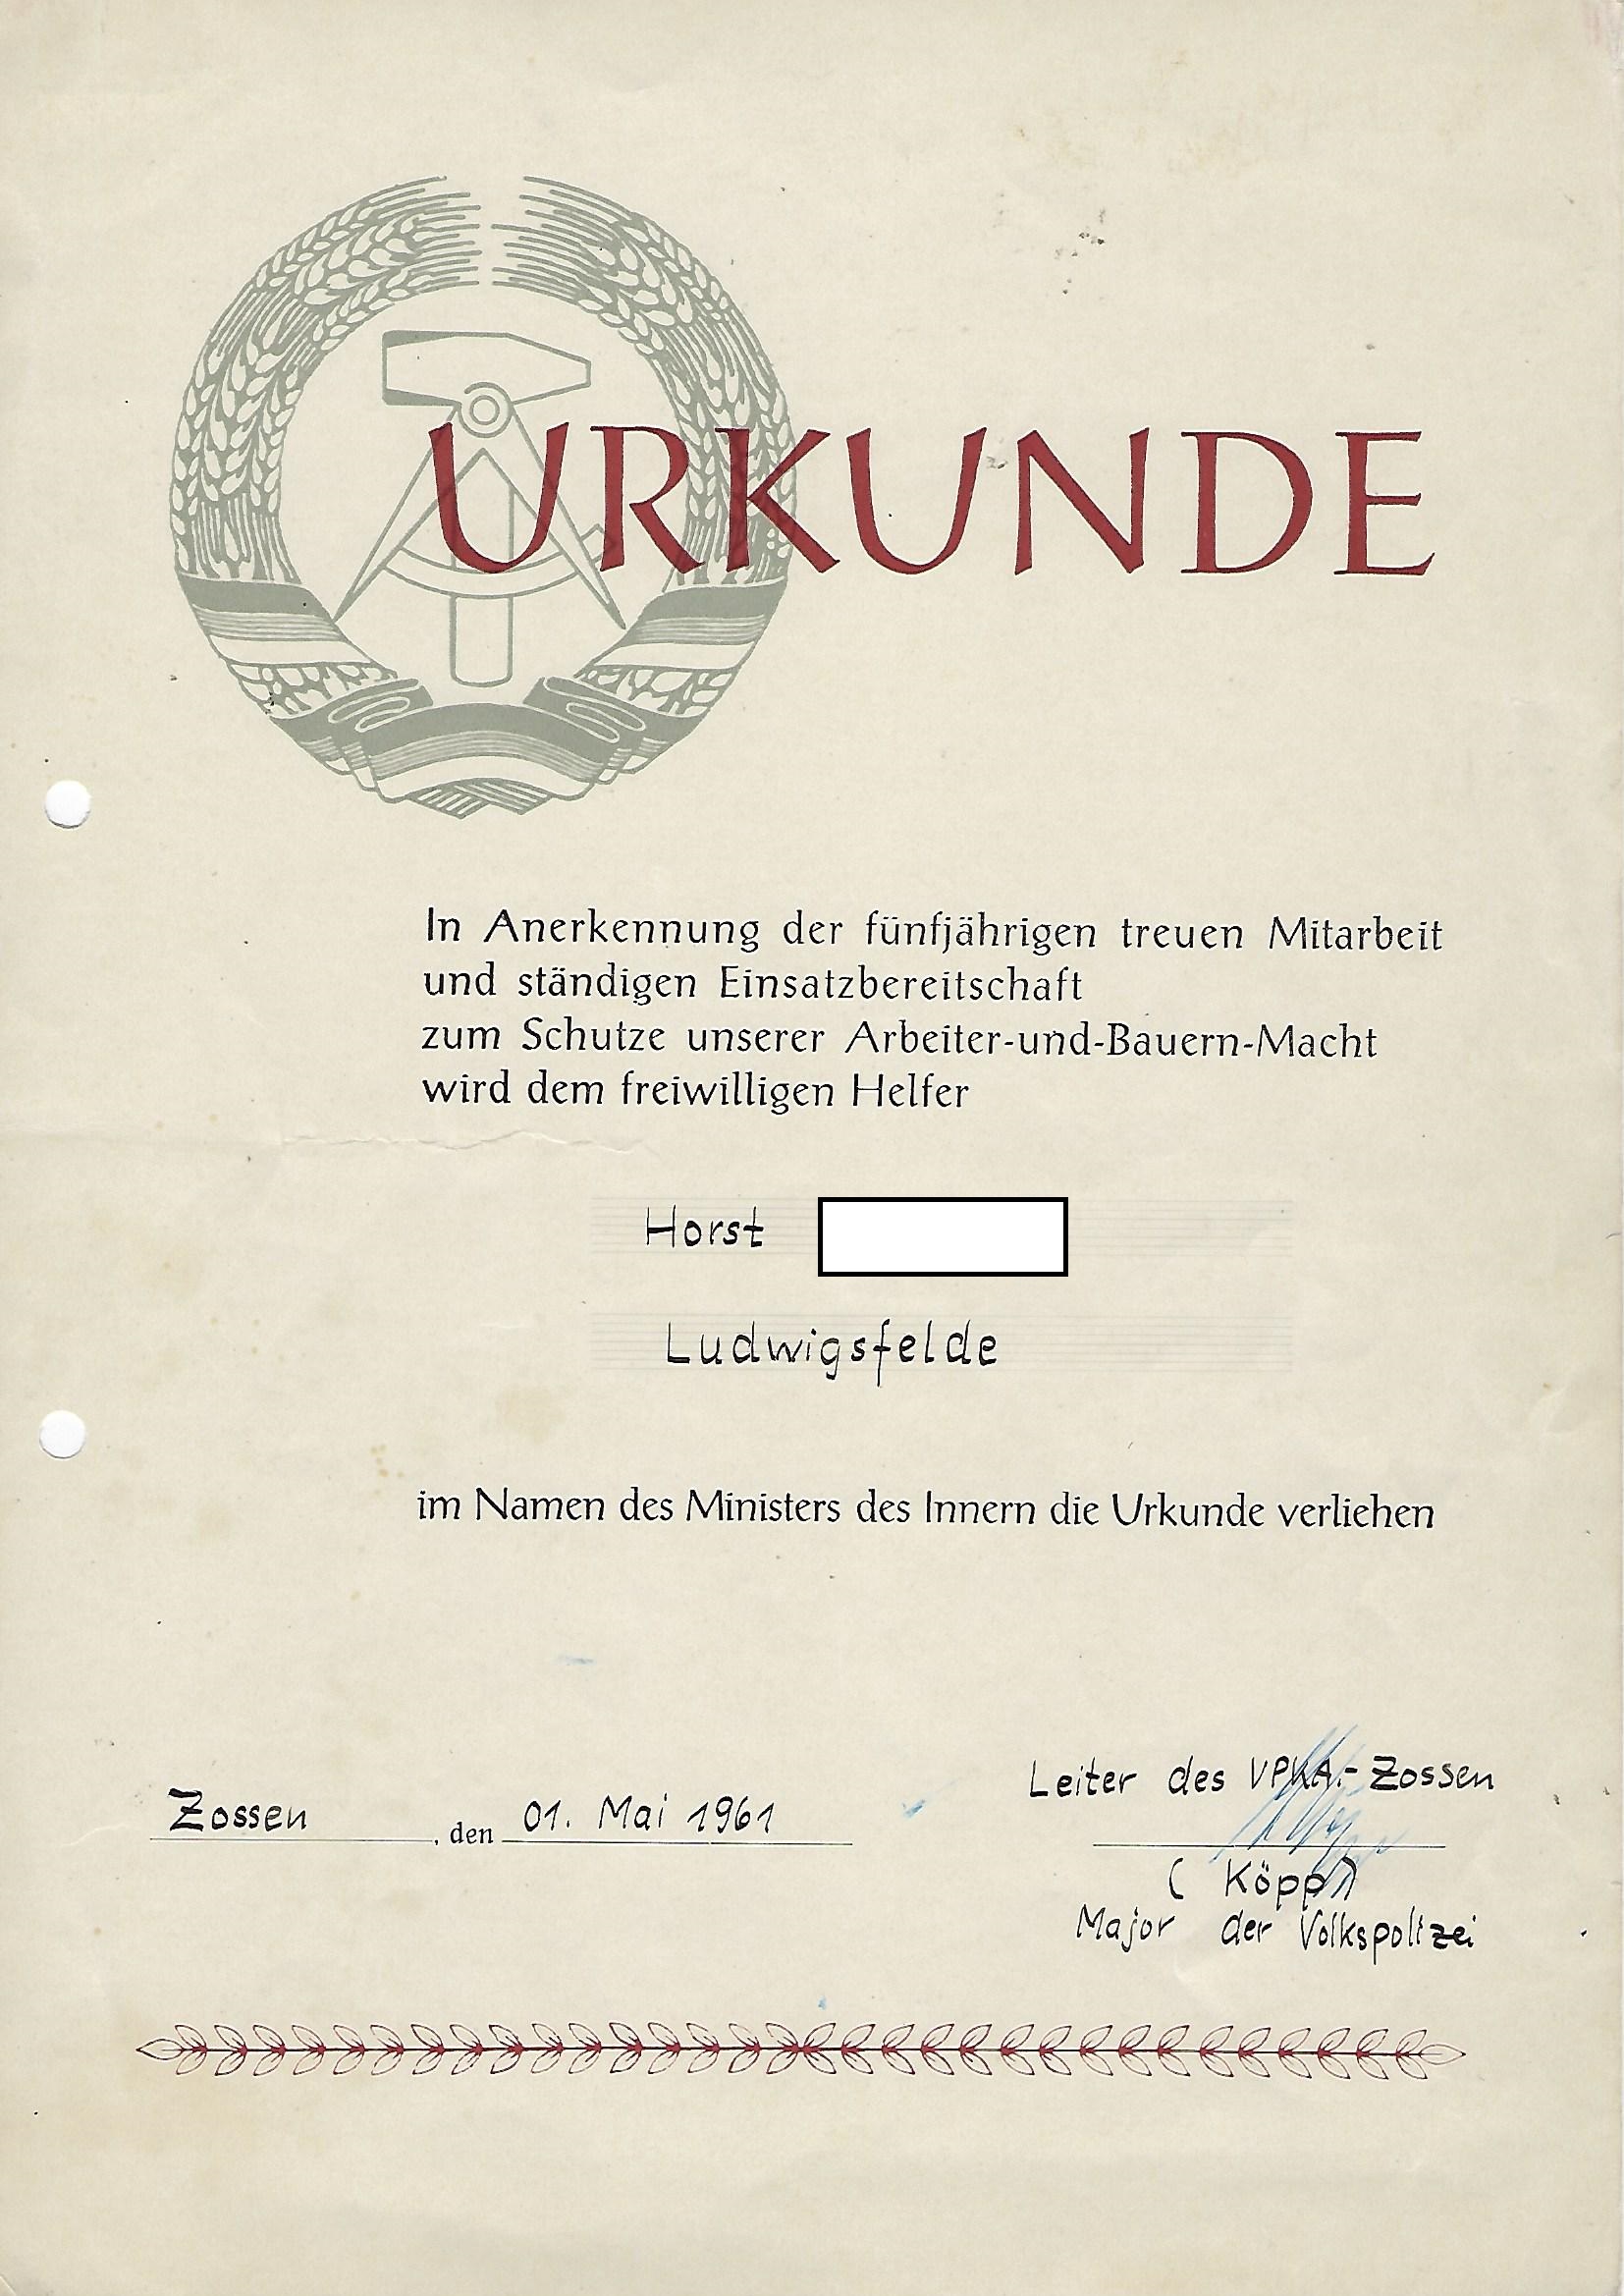 URKUNDE
In Anerkennung der fünfjährigen treuen Mitarbeit
und ständigen Einsatzbereitschaft
zum Schutze unserer Arbeiter-und-Bauern-Macht
wird dem freiwilligen Helfer
Horst
Ludwigsfelde
im Namen des Ministers des Innern die Urkunde verliehen
Leiter des VPKA.-Zossen
Zossen, den 01. Mai 1961
( Köpp )
Major der Volkspolizei